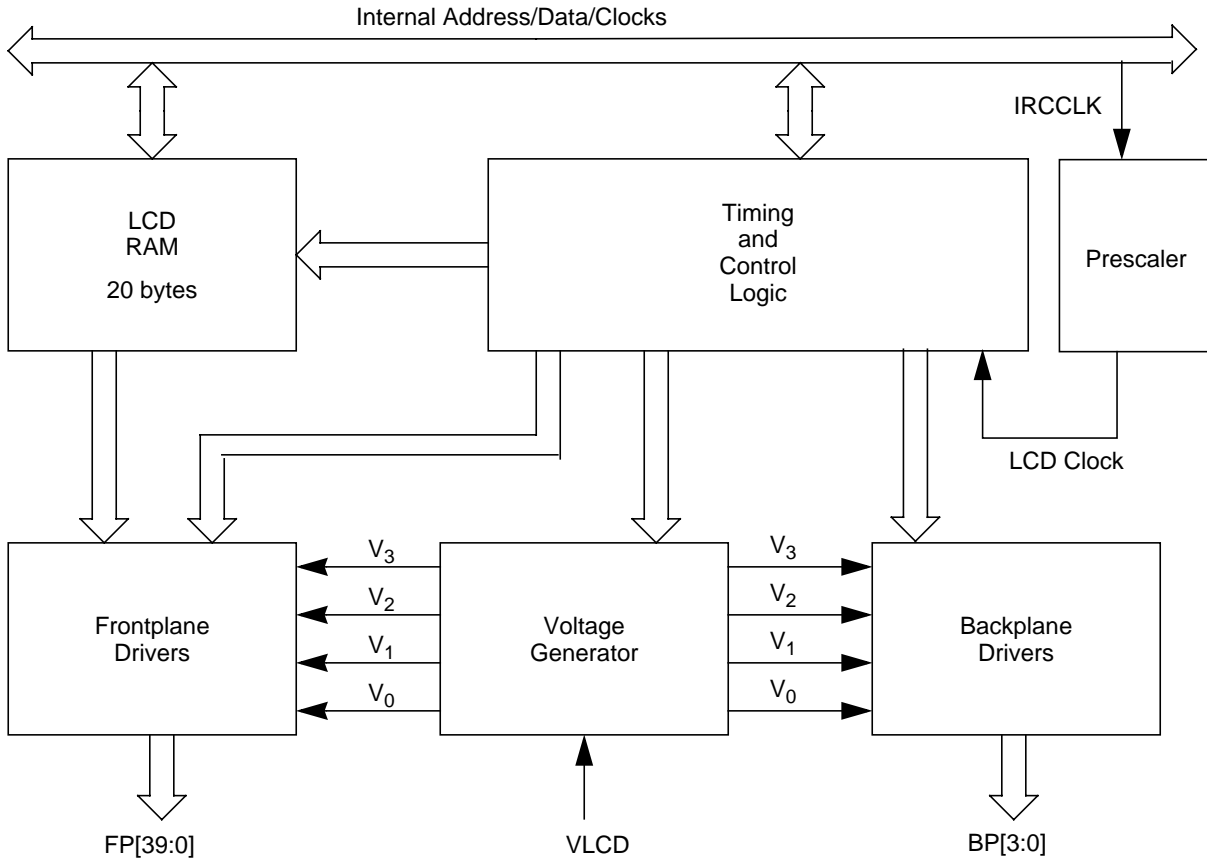 Internal Address/Data/Clocks
IRCCLK
LCD
RAM
20 bytes
Timing
and
Control
Logic
Prescaler
LCD Clock
V3
V2
V1
V0
V3
V2
V1
V0
Frontplane
Drivers
Voltage
Generator
Backplane
Drivers
FP[39:0]
VLCD
BP[3:0]